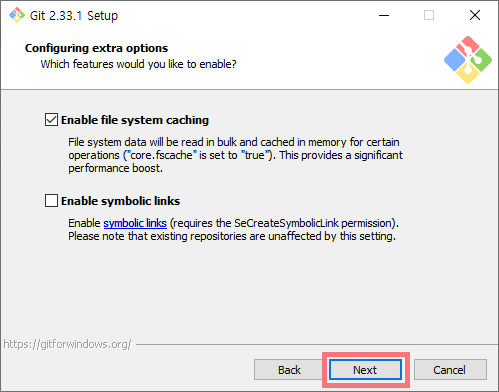 Git 2.33.1 Setup
Configuring extra options
Which features would you like to enable?
Enable file system caching
File system data will be read in bulk and cached in memory for certain
operations ("core.fscache" is set to "true"). This provides a significant
performance boost.
Enable symbolic links
Enable symbolic links (requires the SeCreateSymbolicLink permission).
Please note that existing repositories are unaffected by this setting.
https://gitforwindows.org/
Back Next Cancel